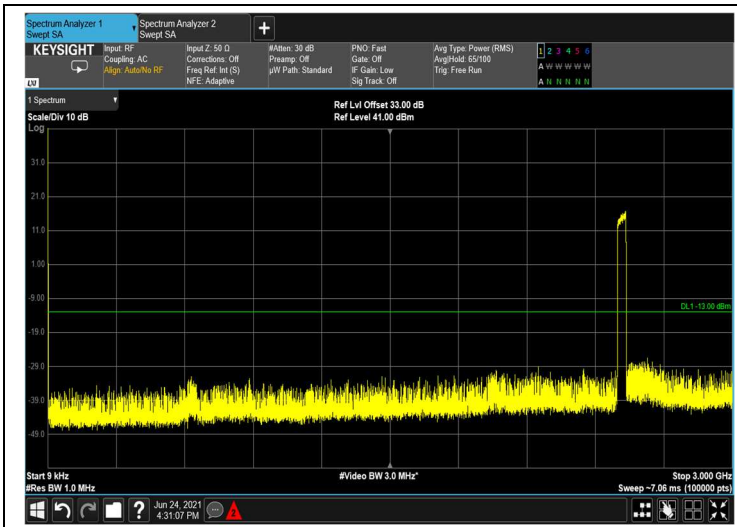 Spectrum Analyzer 1
Swept SA
Spectrum Analyzer 2
Swept SA
+
KEYSIGHT
LXI
Input: RF
Coupling: AC
Align: Auto/No RF
Input Z: 50 Ω
Corrections: Off
Freq Ref: Int (S)
NFE: Adaptive
#Atten: 30 dB
Preamp: Off
µW Path: Standard
PNO: Fast
Gate: Off
IF Gain: Low
Sig Track: Off
Avg Type: Power (RMS)
Avg|Hold: 65/100
Trig: Free Run
1 2 3 4 5 6
A W W W W W
A N N N N N
1 Spectrum
Scale/Div 10 dB
Ref Lvl Offset 33.00 dB
Ref Level 41.00 dBm
Log
31.0
21.0
11.0
1.00
-9.00
DL1 -13.00 dBm
-19.0
-29.0
-39.0
-49.0
Start 9 kHz
#Video BW 3.0 MHz*
Stop 3.000 GHz
#Res BW 1.0 MHz
Sweep ~7.06 ms (100000 pts)
?
Jun 24, 2021
4:31:07 PM